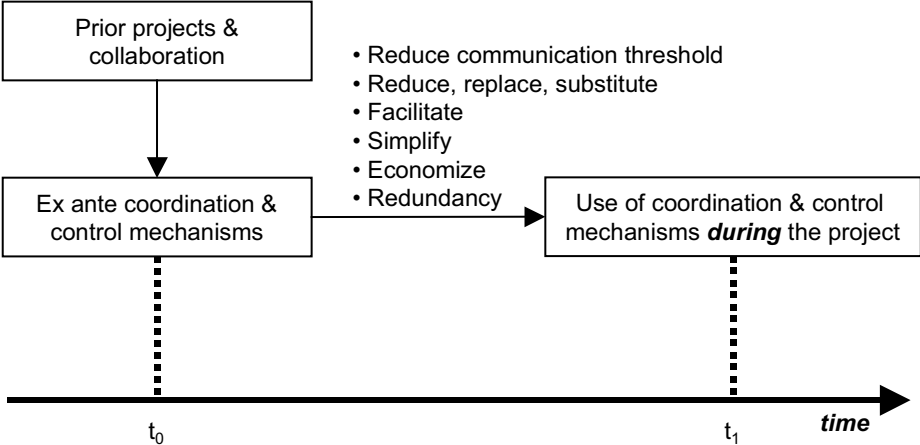 Prior projects &
collaboration
• Reduce communication threshold
• Reduce, replace, substitute
• Facilitate
• Simplify
• Economize
• Redundancy
Ex ante coordination &
control mechanisms
Use of coordination & control
mechanisms during the project
time
t0
t1